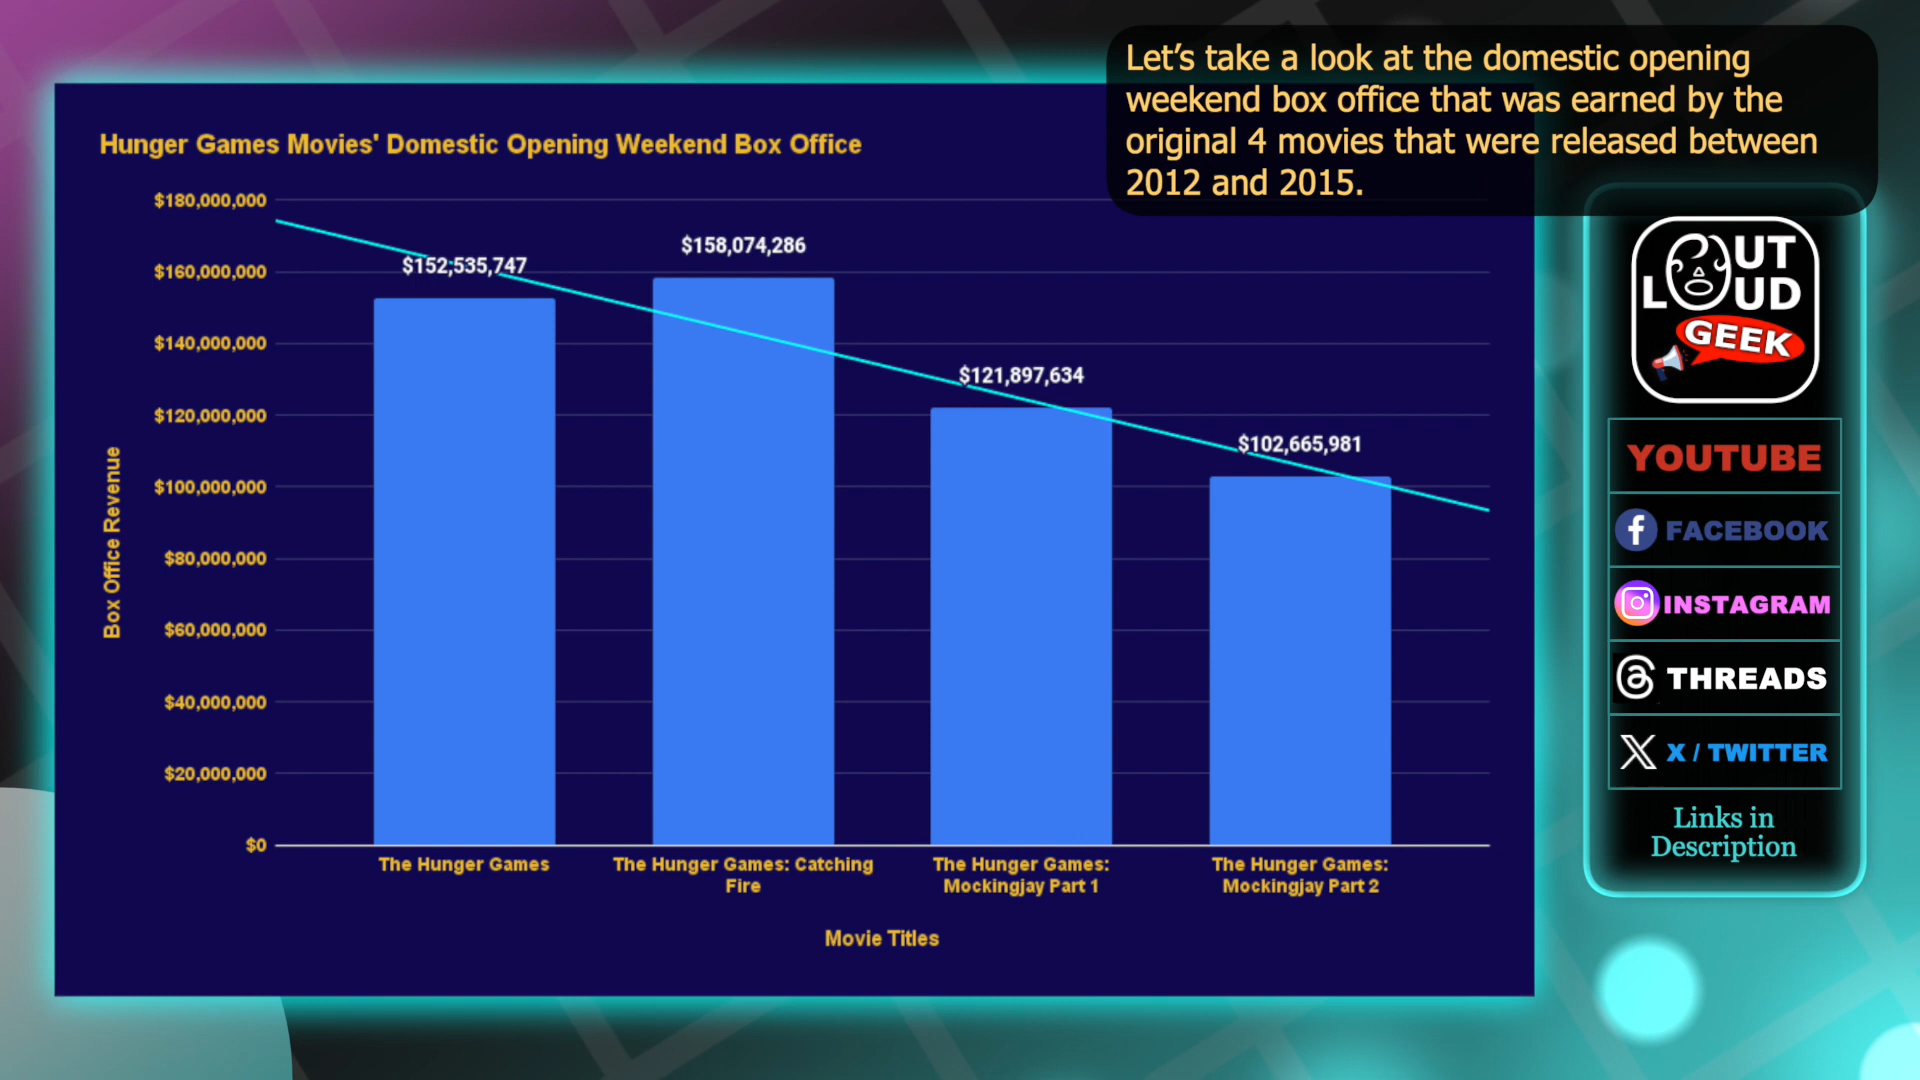 Let’s take a look at the domestic opening
weekend box office that was earned by the
original 4 movies that were released between
2012 and 2015.
Hunger Games Movies' Domestic Opening Weekend Box Office
Box Office Revenue
$180,000,000
$160,000,000
$140,000,000
$120,000,000
$100,000,000
$80,000,000
$60,000,000
$40,000,000
$20,000,000
$0
$152,535,747
$158,074,286
$121,897,634
$102,665,981
The Hunger Games
The Hunger Games: Catching
Fire
The Hunger Games:
Mockingjay Part 1
The Hunger Games:
Mockingjay Part 2
Movie Titles
OUT
LOUD
GEEK
YOUTUBE
FACEBOOK
INSTAGRAM
THREADS
X / TWITTER
Links in
Description